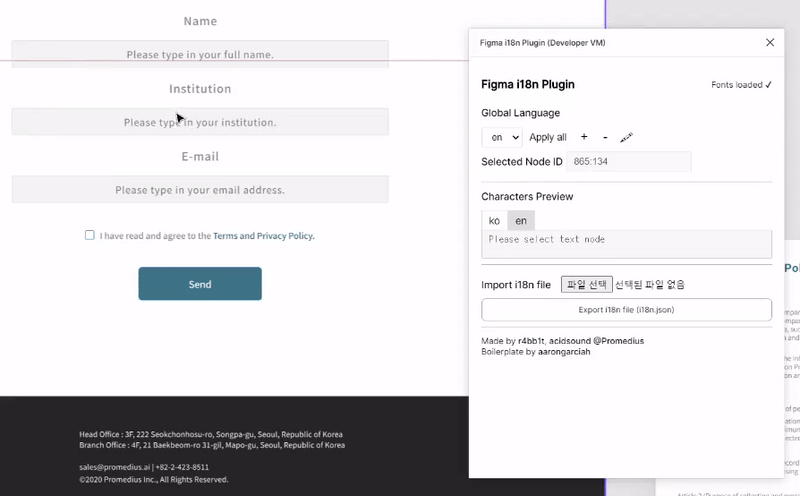 Name
Please type in your full name.
Institution
Please type in your institution.
E-mail
Please type in your email address.
I have read and agree to the Terms and Privacy Policy.
Send
Head Office : 3F, 222 Seokchonhosu-ro, Songpa-gu, Seoul, Republic of Korea
Branch Office : 4F, 21 Baekbeom-ro 31-gil, Mapo-gu, Seoul, Republic of Korea
sales@promedius.ai | +82-2-423-8511
©2020 Promedius Inc., All Rights Reserved.
Figma i18n Plugin (Developer VM)
Figma i18n Plugin
Fonts loaded ✓
Global Language
en Apply all + -
Selected Node ID 865:134
Characters Preview
ko en
Please select text node
Import i18n file 파일 선택 선택된 파일 없음
Export i18n file (i18n.json)
Made by r4bb1t, acidsound @Promedius
Boilerplate by aarongarciah